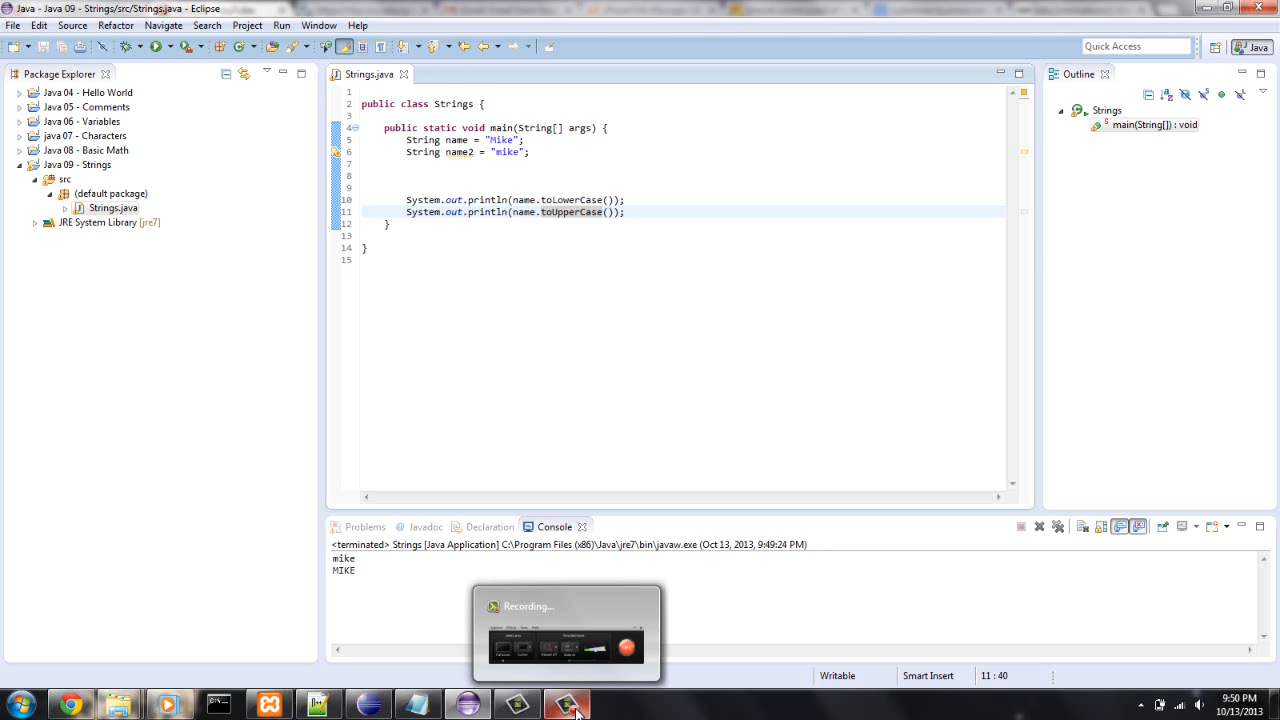 Java - Java 09 - Strings/src/Strings.java - Eclipse
File Edit Source Refactor Navigate Search Project Run Window Help
Quick Access
Java
Package Explorer
Java 04 - Hello World
Java 05 - Comments
Java 06 - Variables
java 07 - Characters
Java 08 - Basic Math
Java 09 - Strings
src
(default package)
Strings.java
JRE System Library [jre7]
Strings.java
1
2 public class Strings {
3
4 public static void main(String[] args) {
5 String name = "Mike";
6 String name2 = "mike";
7
8
9
10 System.out.println(name.toLowerCase());
11 System.out.println(name.toUpperCase());
12 }
13
14 }
15
Outline
Strings
main(String[]) : void
Problems Javadoc Declaration Console
<terminated> Strings [Java Application] C:\Program Files (x86)\Java\jre7\bin\javaw.exe (Oct 13, 2013, 9:49:24 PM)
mike
MIKE
Recording...
Writable Smart Insert 11 : 40
9:50 PM
10/13/2013